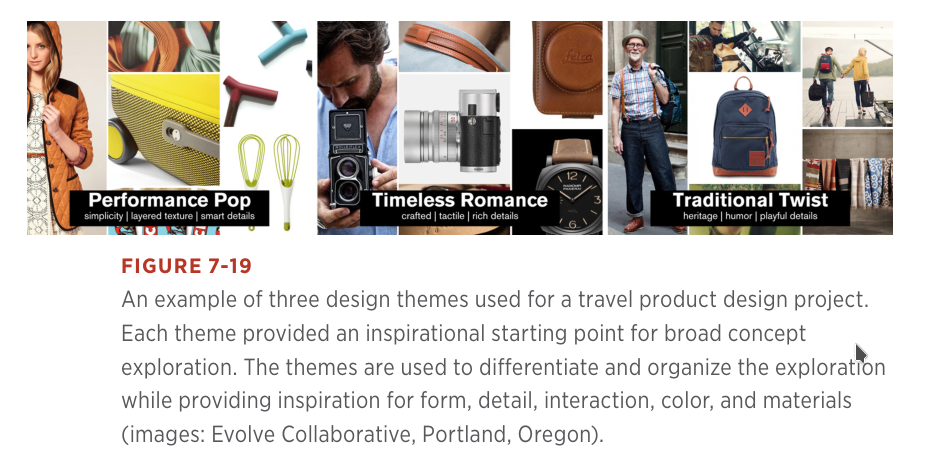 Performance Pop
simplicity | layered texture | smart details
Timeless Romance
crafted | tactile | rich details
Traditional Twist
heritage | humor | playful details
Leica
ROLLEIFLEX
PANERAI
FIGURE 7-19
An example of three design themes used for a travel product design project.
Each theme provided an inspirational starting point for broad concept
exploration. The themes are used to differentiate and organize the exploration
while providing inspiration for form, detail, interaction, color, and materials
(images: Evolve Collaborative, Portland, Oregon).